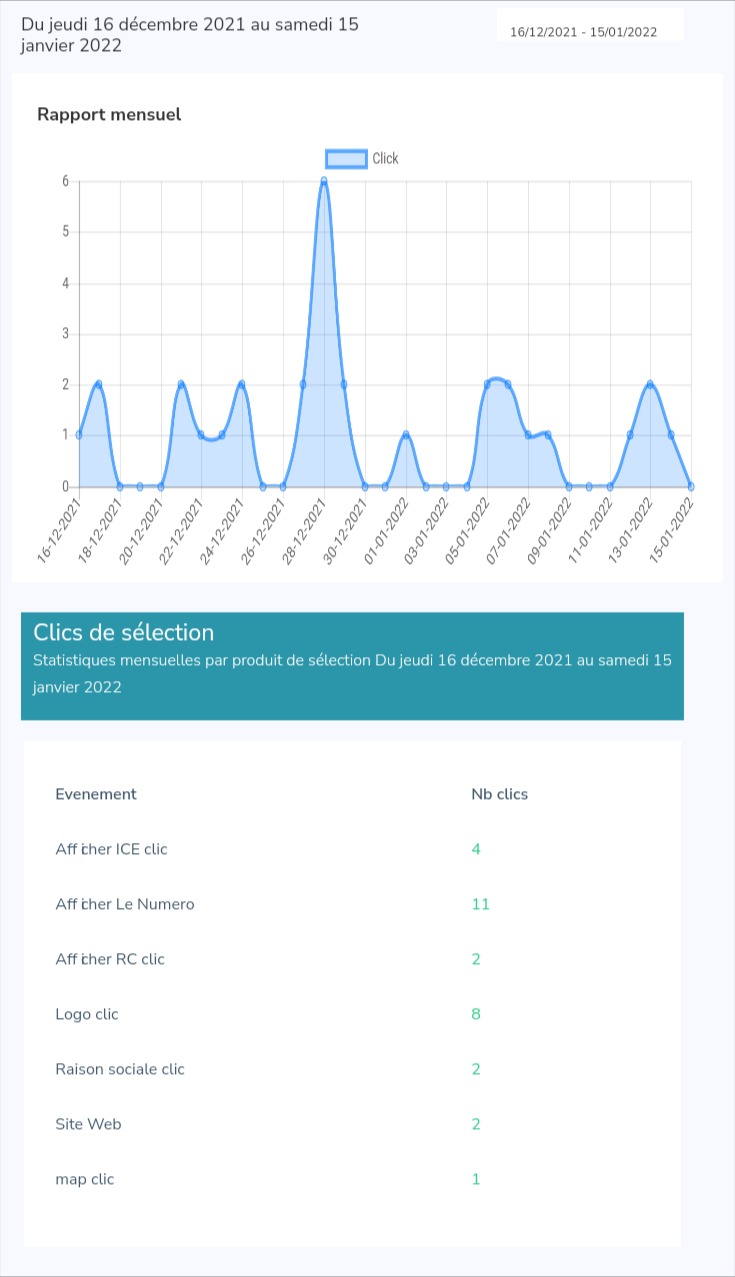 Du jeudi 16 décembre 2021 au samedi 15
janvier 2022
16/12/2021 - 15/01/2022
Rapport mensuel
Click
6
5
4
3
2
1
0
16-12-2021
18-12-2021
20-12-2021
22-12-2021
24-12-2021
26-12-2021
28-12-2021
30-12-2021
01-01-2022
03-01-2022
05-01-2022
07-01-2022
09-01-2022
11-01-2022
13-01-2022
15-01-2022
Clics de sélection
Statistiques mensuelles par produit de sélection Du jeudi 16 décembre 2021 au samedi 15
janvier 2022
Evenement Nb clics
Afficher ICE clic 4
Afficher Le Numero 11
Afficher RC clic 2
Logo clic 8
Raison sociale clic 2
Site Web 2
map clic 1